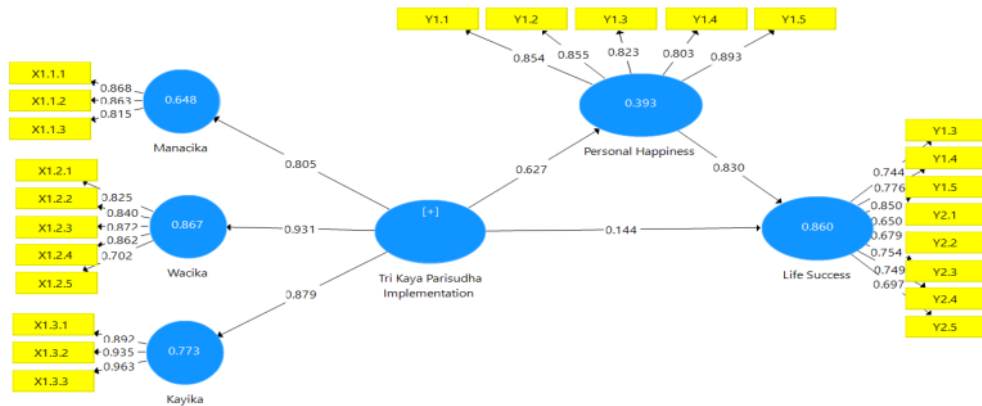 Y1.1
Y1.2
Y1.3
Y1.4
Y1.5
0.854
0.855
0.823
0.803
0.893
X1.1.1
X1.1.2
X1.1.3
0.868
0.863
0.815
0.648
Manacika
0.393
Personal Happiness
0.805
0.627
0.830
X1.2.1
X1.2.2
X1.2.3
X1.2.4
X1.2.5
0.825
0.840
0.872
0.862
0.702
0.867
Wacika
0.931
[+]
Tri Kaya Parisudha
Implementation
0.144
0.860
Life Success
0.744
0.776
0.850
0.650
0.679
0.754
0.749
0.697
Y1.3
Y1.4
Y1.5
Y2.1
Y2.2
Y2.3
Y2.4
Y2.5
0.879
X1.3.1
X1.3.2
X1.3.3
0.892
0.935
0.963
0.773
Kayika